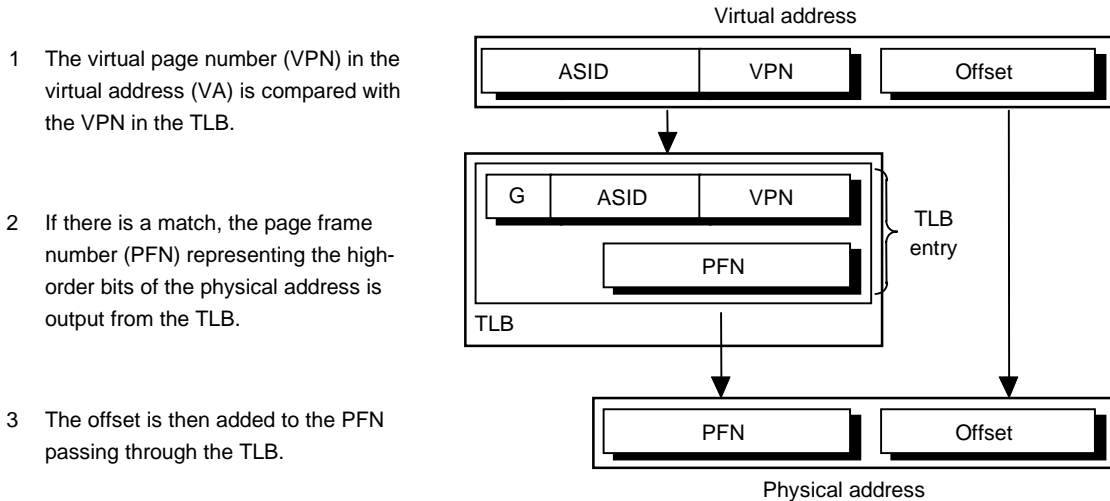 Virtual address
1 The virtual page number (VPN) in the
virtual address (VA) is compared with
the VPN in the TLB.
ASID VPN Offset
G ASID VPN
2 If there is a match, the page frame
number (PFN) representing the high-
order bits of the physical address is
output from the TLB.
TLB
entry
PFN
TLB
3 The offset is then added to the PFN
passing through the TLB.
PFN Offset
Physical address